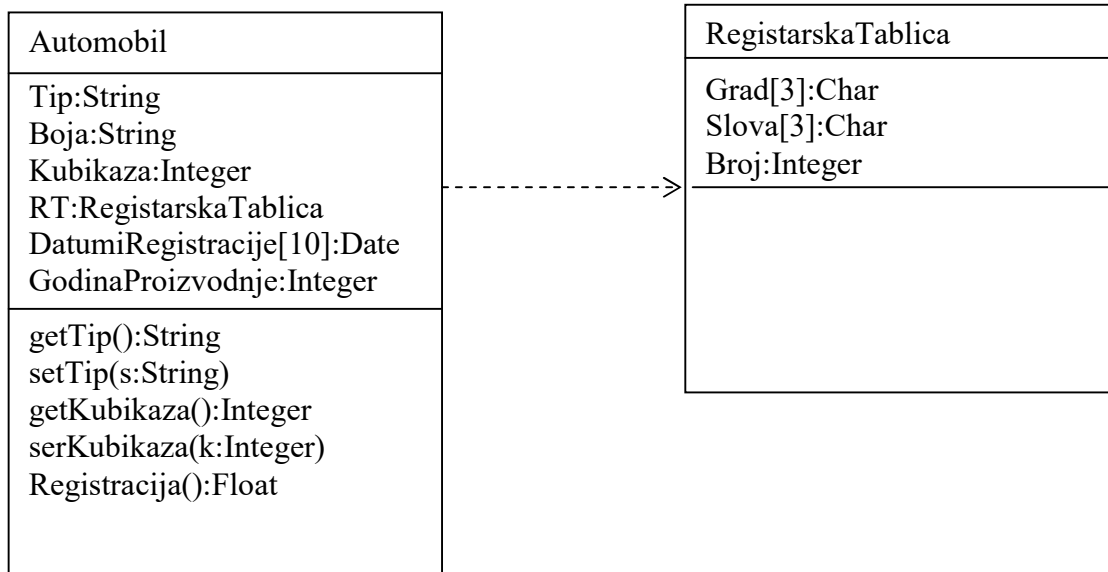 Automobil
Tip:String
Boja:String
Kubikaza:Integer
RT:RegistarskaTablica
DatumiRegistracije[10]:Date
GodinaProizvodnje:Integer
getTip():String
setTip(s:String)
getKubikaza():Integer
serKubikaza(k:Integer)
Registracija():Float
RegistarskaTablica
Grad[3]:Char
Slova[3]:Char
Broj:Integer